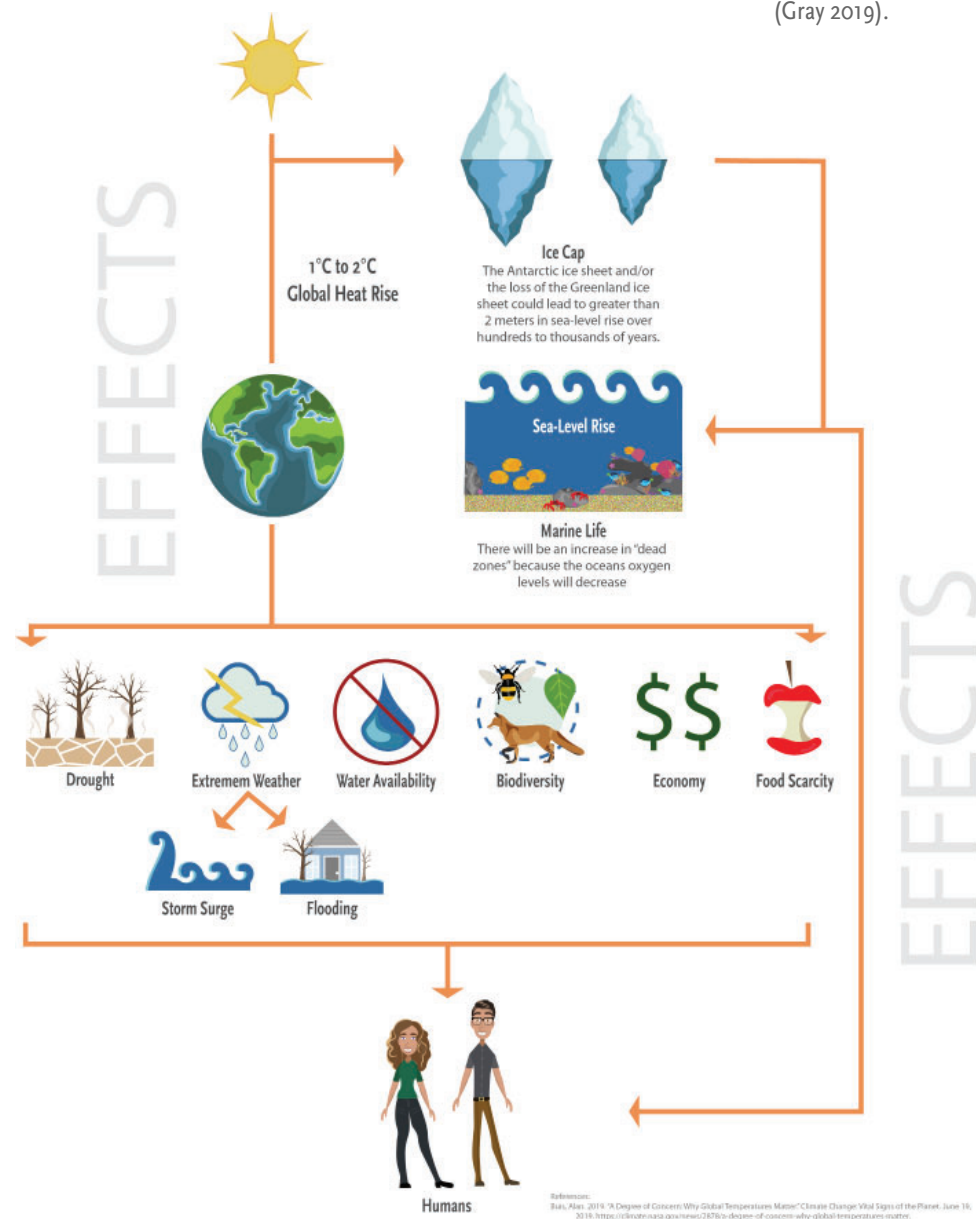 (Gray 2019).
EFFECTS
1°C to 2°C
Global Heat Rise
Ice Cap
The Antarctic ice sheet and/or
the loss of the Greenland ice
sheet could lead to greater than
2 meters in sea-level rise over
hundreds to thousands of years.
Sea-Level Rise
Marine Life
There will be an increase in "dead
zones" because the oceans oxygen
levels will decrease
EFFECTS
Drought
Extremem Weather
Water Availability
Biodiversity
$$
Economy
Food Scarcity
Storm Surge
Flooding
Humans
References:
Buis, Alan. 2019. "A Degree of Concern: Why Global Temperatures Matter." Climate Change: Vital Signs of the Planet. June 19,
2019. https://climate.nasa.gov/news/2878/a-degree-of-concern-why-global-temperatures-matter.